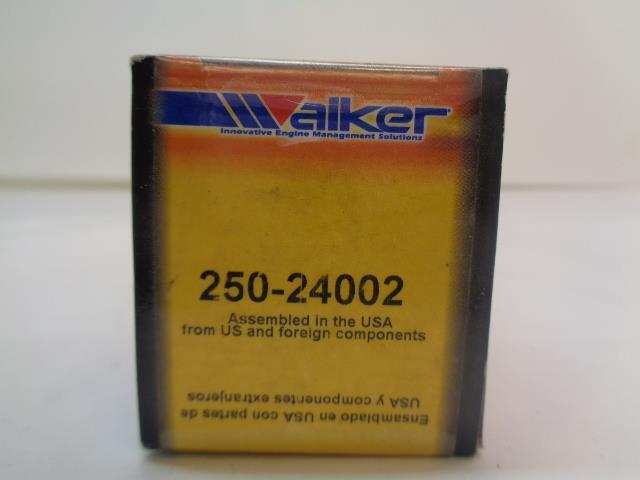 Walker
Innovative Engine Management Solutions
250-24002
Assembled in the USA
from US and foreign components
Ensamblado en USA con partes de
USA y componentes extranjeros